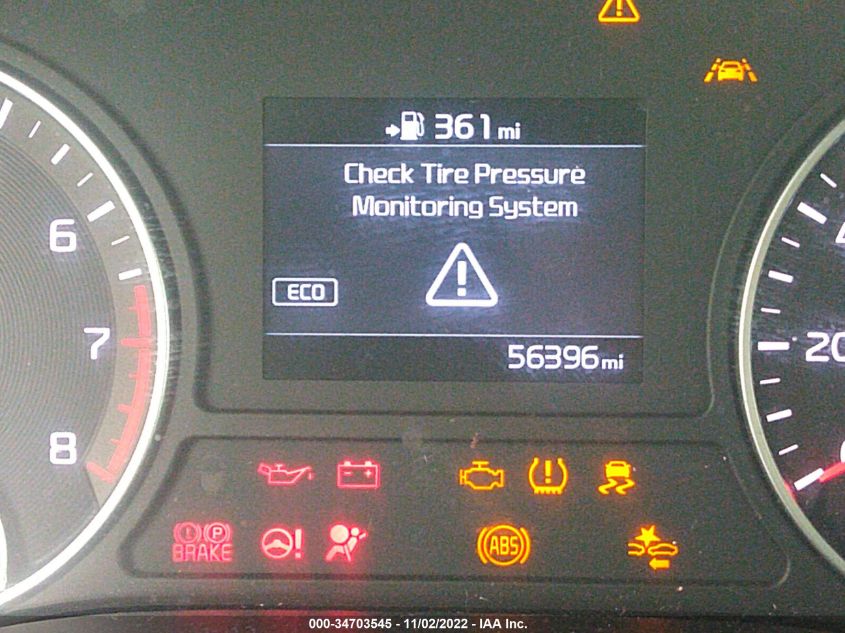 361 mi
Check Tire Pressure
Monitoring System
ECO
56396 mi
6
7
8
20
BRAKE
P
ABS
000-34703545 - 11/02/2022 - IAA Inc.